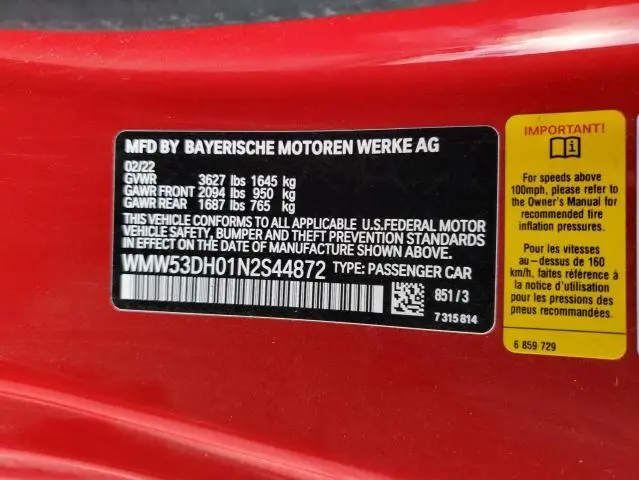 MFD BY BAYERISCHE MOTOREN WERKE AG
02/22
GVWR 3627 lbs 1645 kg
GAWR FRONT 2094 lbs 950 kg
GAWR REAR 1687 lbs 765 kg
THIS VEHICLE CONFORMS TO ALL APPLICABLE U.S.FEDERAL MOTOR
VEHICLE SAFETY, BUMPER AND THEFT PREVENTION STANDARDS
IN EFFECT ON THE DATE OF MANUFACTURE SHOWN ABOVE.
WMW53DH01N2S44872 TYPE: PASSENGER CAR
851/3
7 315 814
IMPORTANT!
For speeds above
100mph, please refer to
the Owner's Manual for
recommended tire
inflation pressures.
Pour les vitesses
au-dessus de 160
km/h, faites référence à
la notice d'utilisation
pour les pressions des
pneus recommandées.
6 859 729